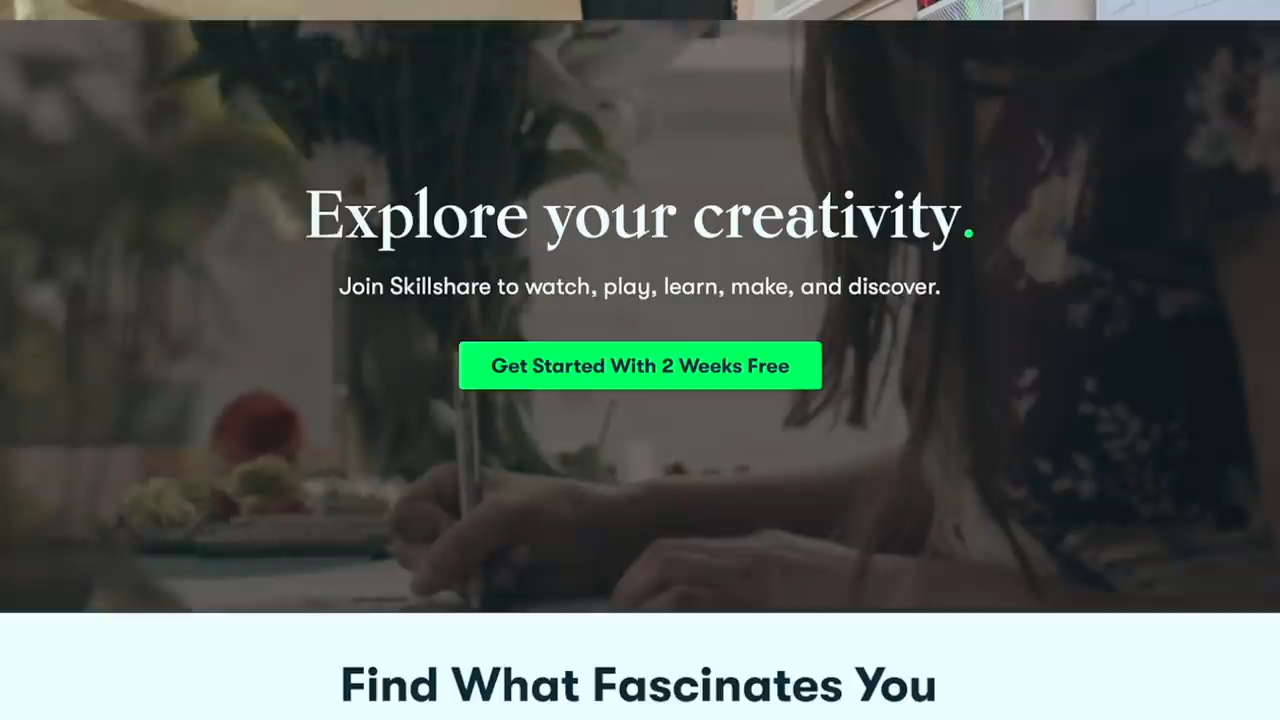 Explore your creativity.
Join Skillshare to watch, play, learn, make, and discover.
Get Started With 2 Weeks Free
Find What Fascinates You